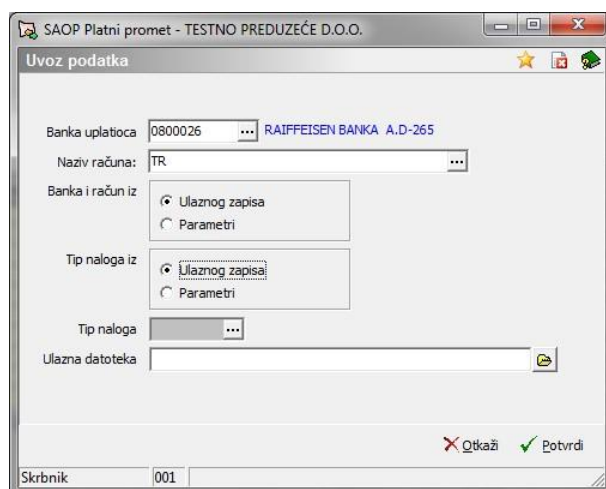 SAOP Platni promet - TESTNO PREDUZEĆE D.O.O.
Uvoz podatka
Banka uplatioca 0800026 ... RAIFFEISEN BANKA A.D-265
Naziv računa: TR ...
Banka i račun iz
Ulaznog zapisa
Parametri
Tip naloga iz
Ulaznog zapisa
Parametri
Tip naloga ...
Ulazna datoteka
Otkaži Potvrdi
Skrbnik 001